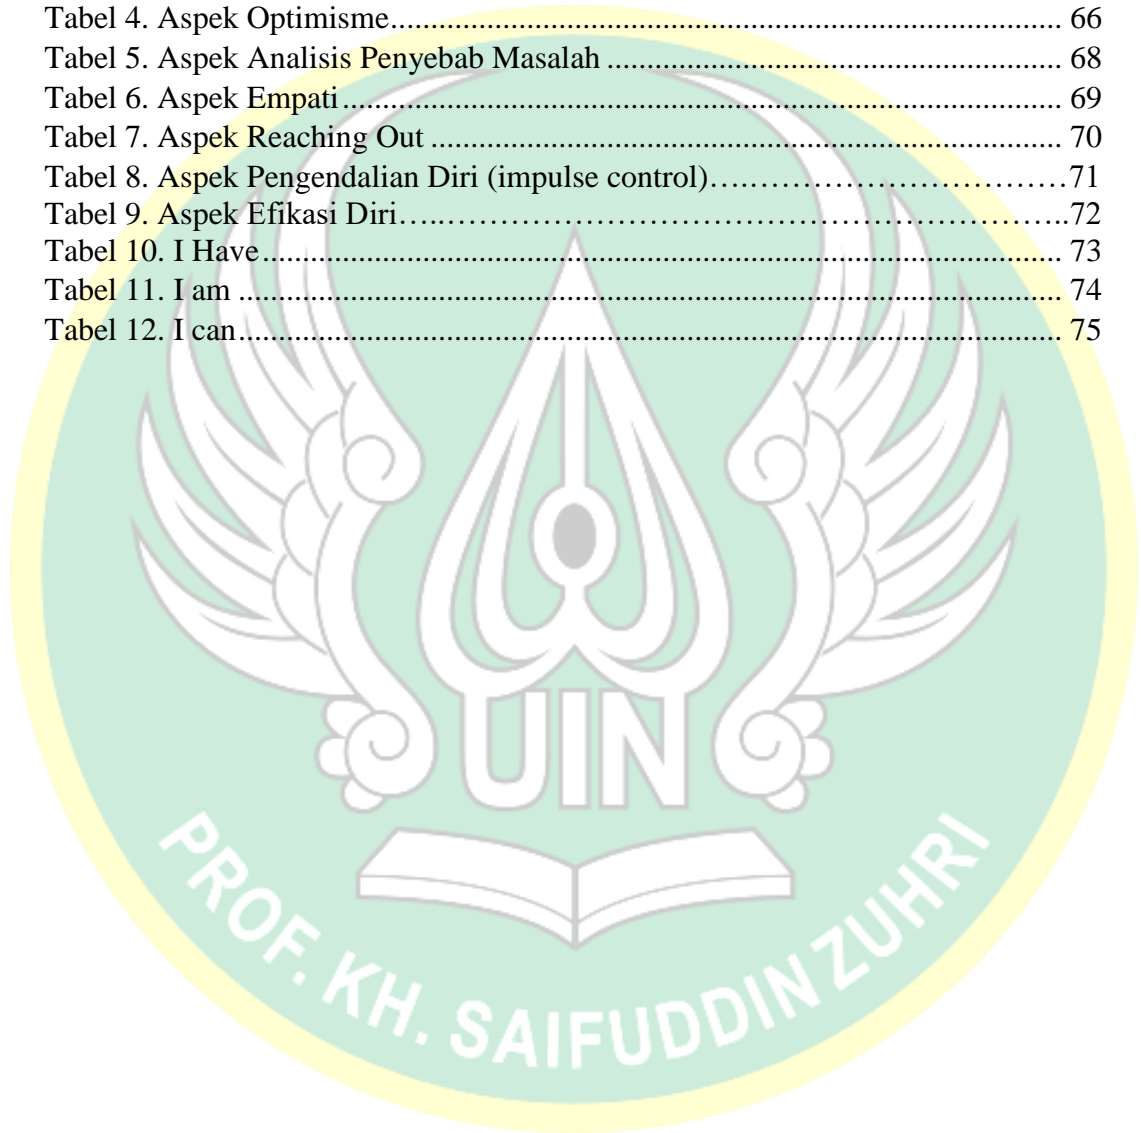 Tabel 4. Aspek Optimisme.................................................................................. 66
Tabel 5. Aspek Analisis Penyebab Masalah ....................................................... 68
Tabel 6. Aspek Empati........................................................................................ 69
Tabel 7. Aspek Reaching Out ............................................................................. 70
Tabel 8. Aspek Pengendalian Diri (impulse control)….……………………………71
Tabel 9. Aspek Efikasi Diri….…………………………………………………..72
Tabel 10. I Have.................................................................................................. 73
Tabel 11. I am ..................................................................................................... 74
Tabel 12. I can..................................................................................................... 75
UIN
PROF. KH. SAIFUDDIN ZUHRI